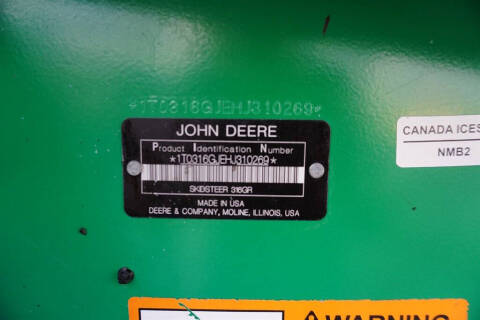 *1T0316GJEHJ310269*
JOHN DEERE
Product Identification Number
*1T0316GJEHJ310269*
SKIDSTEER 316GR
MADE IN USA
DEERE & COMPANY, MOLINE, ILLINOIS, USA
CANADA ICES
NMB2
WARNING